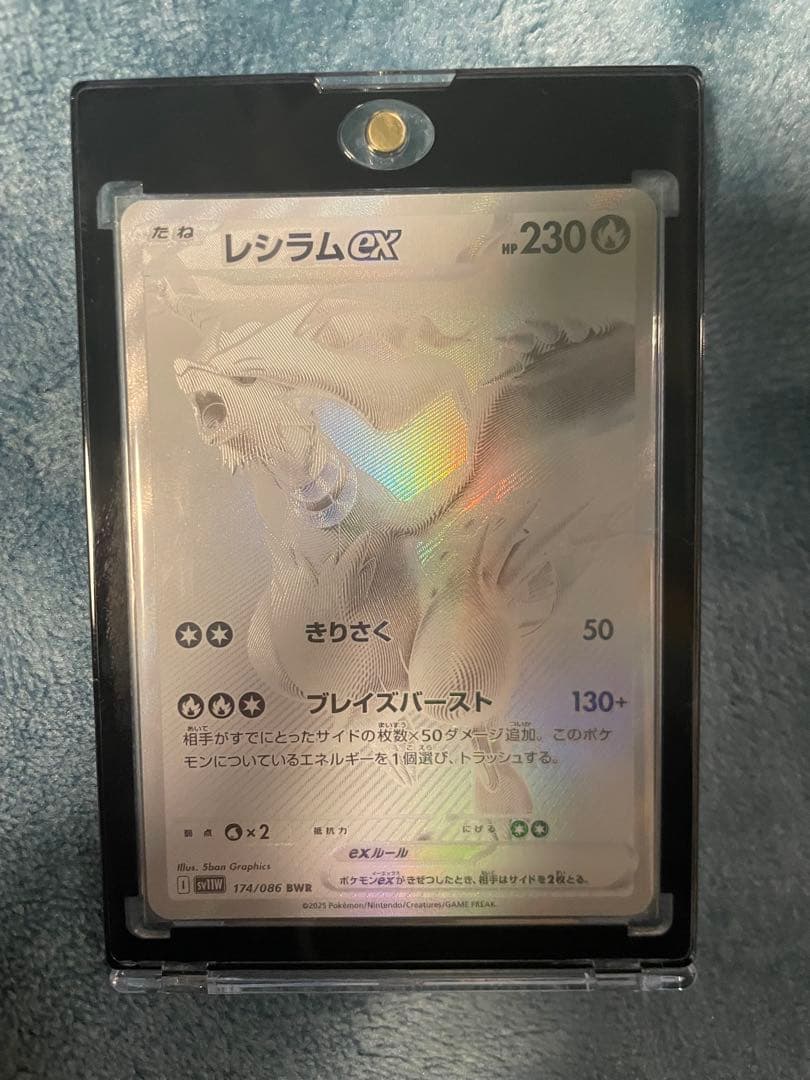 たね レシラムex HP230
きりさく 50
ブレイズバースト 130+
相手があいてすでにとったサイドの枚数×50ダメージ追加。このポケ
モンについているエネルギーを1個選び、トラッシュする。
弱点 ×2 抵抗力 にげる
exルール
ポケモンexがきぜつしたとき、相手はサイドを2枚とる。
Illus. 5ban Graphics
I sv11W 174/086 BWR
©2025 Pokémon/Nintendo/Creatures/GAME FREAK.